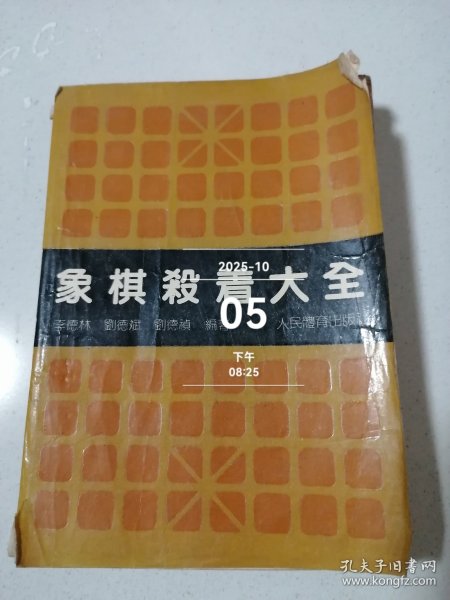 象棋殺着大全
李德林 劉德斌 劉德禎 編著
人民體育出版社
2025-10
05
下午
08:25
孔夫子旧书网
www.kongfz.com